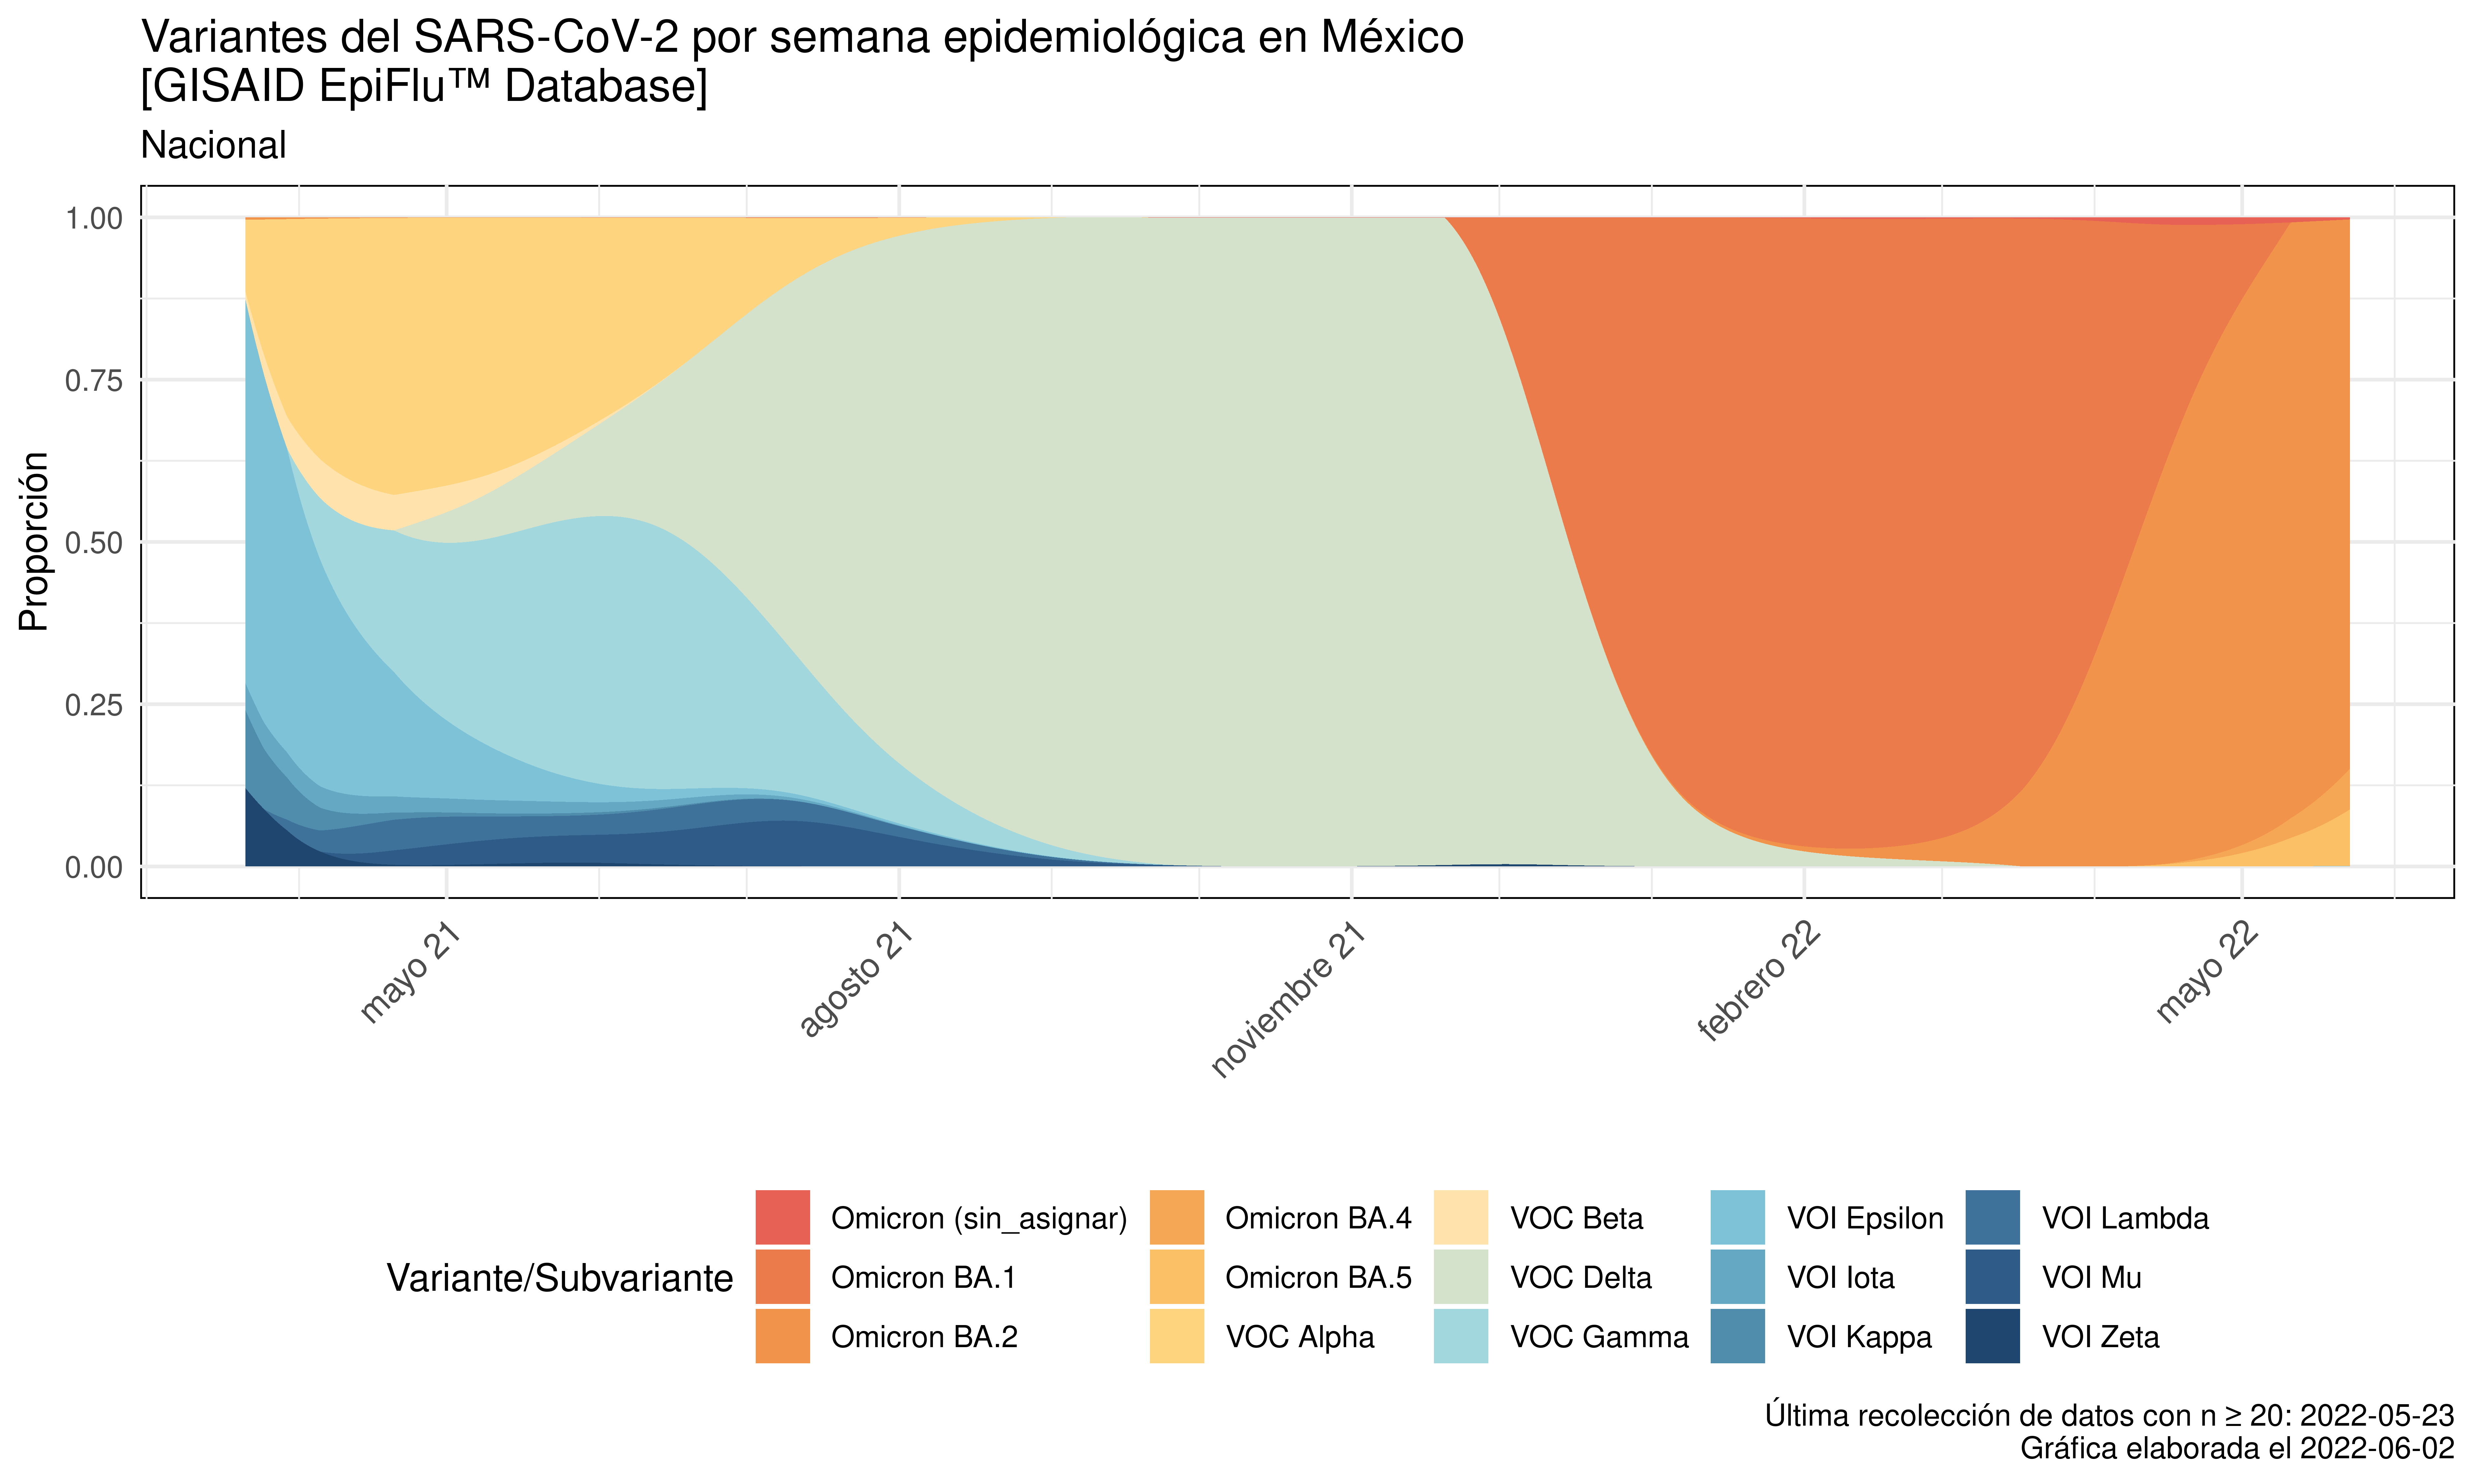 Variantes del SARS-CoV-2 por semana epidemiológica en México
[GISAID EpiFlu™ Database]
Nacional
Proporción
1.00
0.75
0.50
0.25
0.00
mayo 21
agosto 21
noviembre 21
febrero 22
mayo 22
Variante/Subvariante
Omicron (sin_asignar)
Omicron BA.1
Omicron BA.2
Omicron BA.4
Omicron BA.5
VOC Alpha
VOC Beta
VOC Delta
VOC Gamma
VOI Epsilon
VOI Iota
VOI Kappa
VOI Lambda
VOI Mu
VOI Zeta
Última recolección de datos con n ≥ 20: 2022-05-23
Gráfica elaborada el 2022-06-02